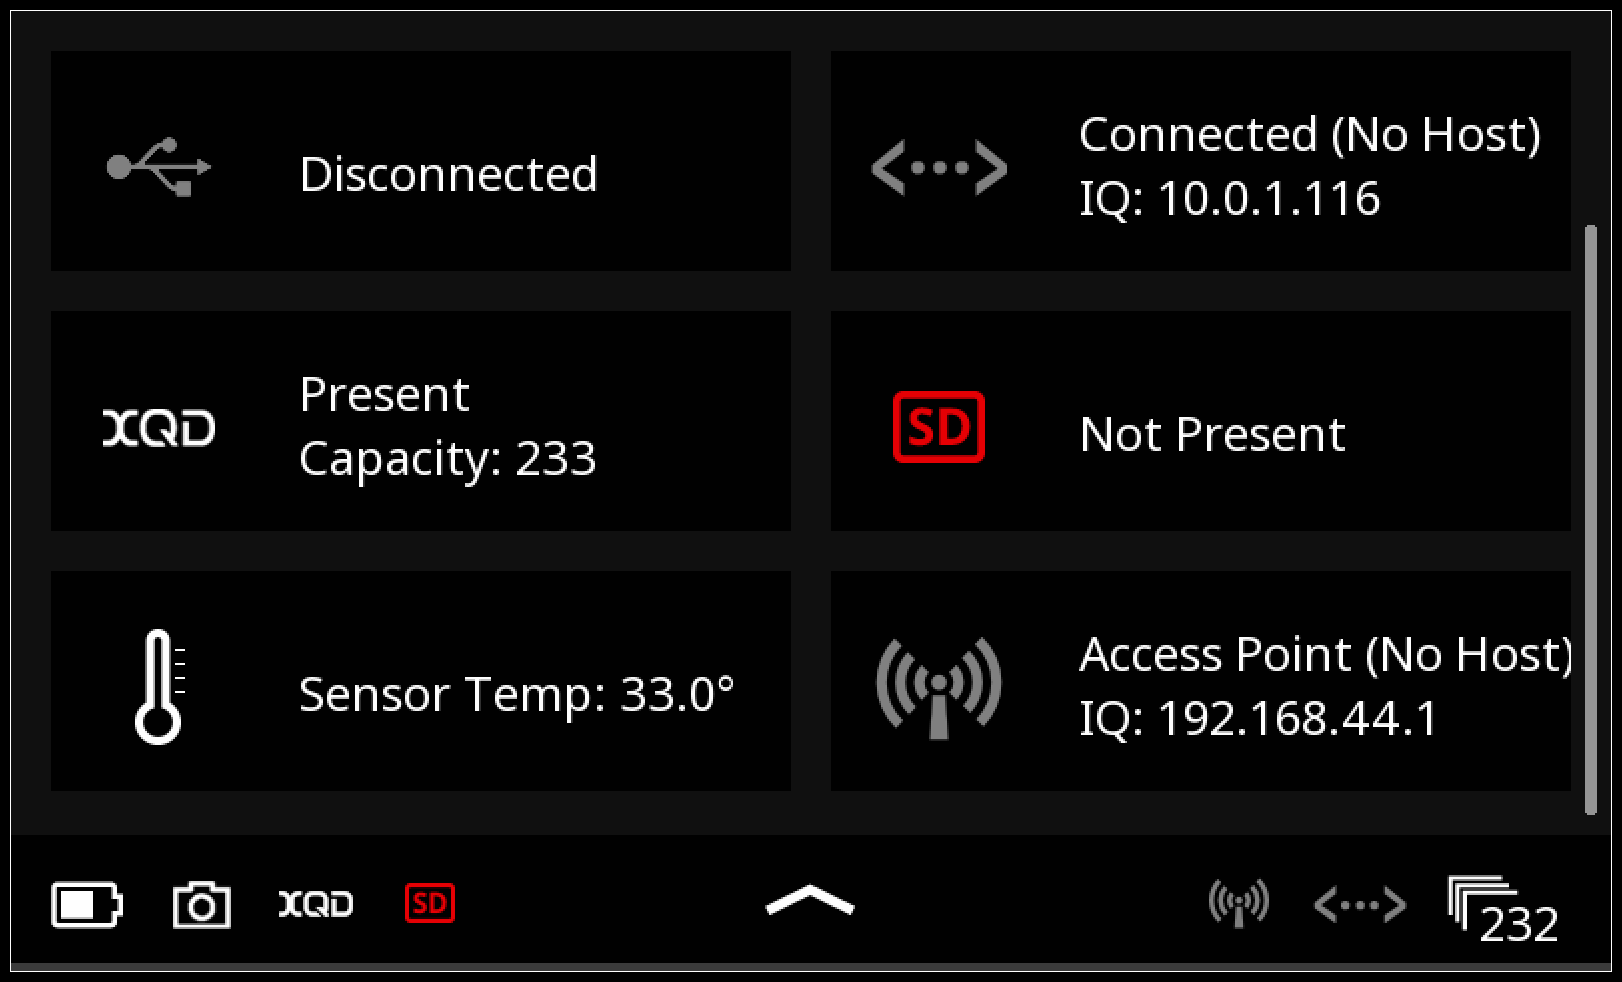 Disconnected
Connected (No Host)
IQ: 10.0.1.116
XQD
Present
Capacity: 233
SD
Not Present
Sensor Temp: 33.0°
Access Point (No Host)
IQ: 192.168.44.1
XQD
SD
232